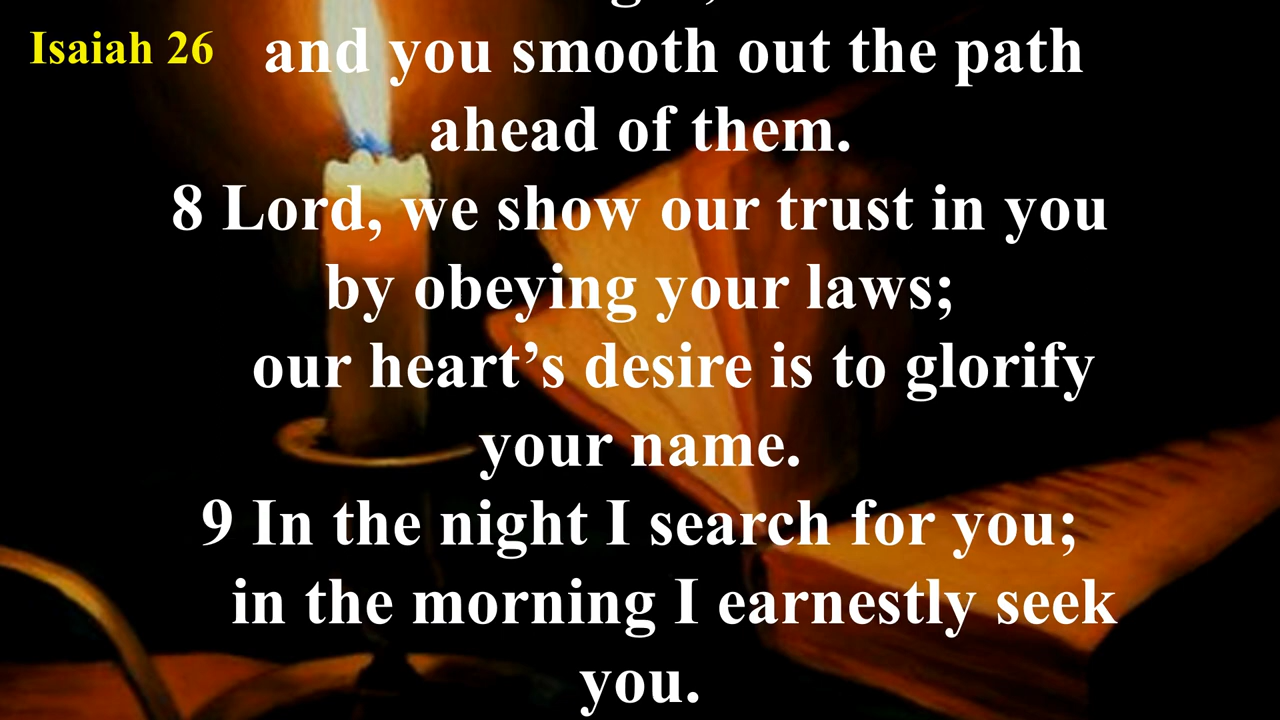 Isaiah 26
and you smooth out the path
ahead of them.
8 Lord, we show our trust in you
by obeying your laws;
our heart’s desire is to glorify
your name.
9 In the night I search for you;
in the morning I earnestly seek
you.